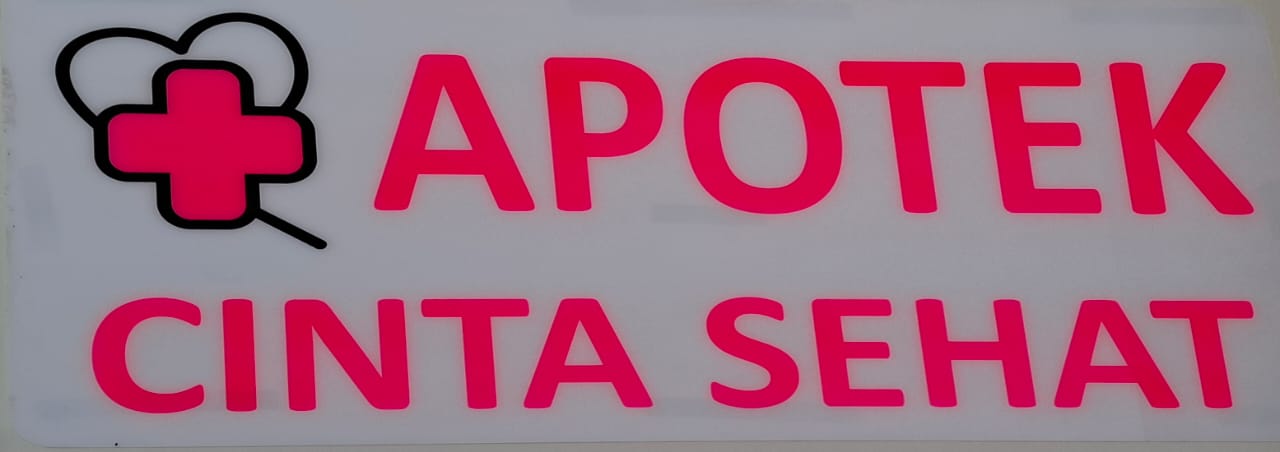 APOTEK
CINTA SEHAT